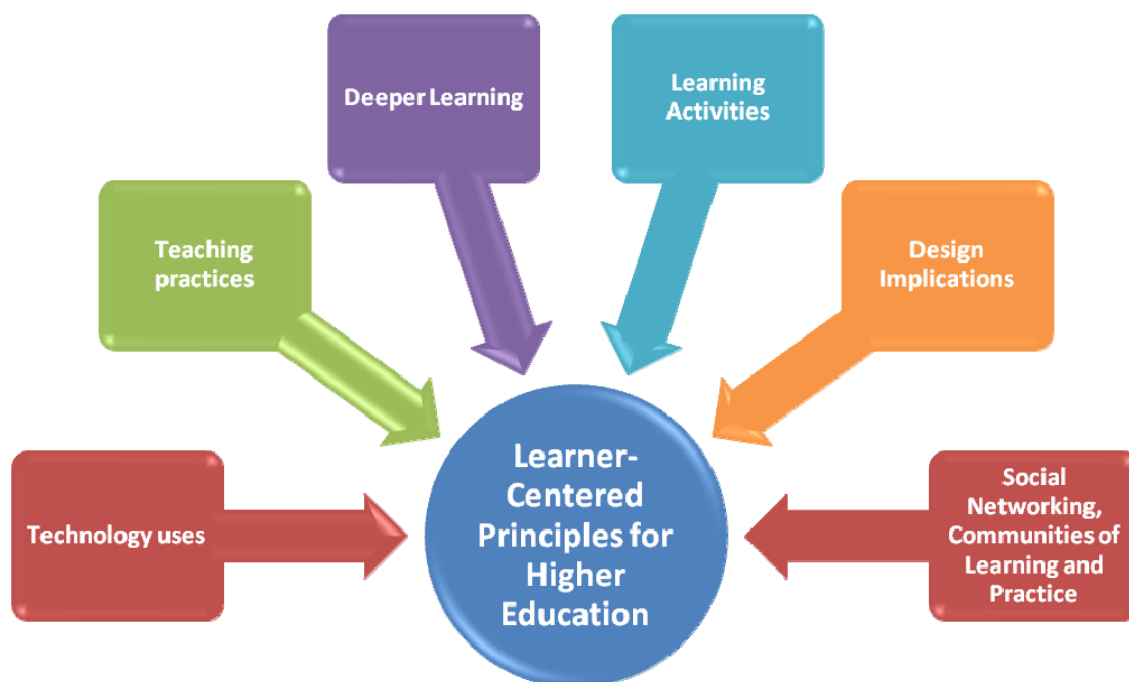 Deeper Learning
Learning
Activities
Teaching
practices
Design
Implications
Technology uses
Learner-
Centered
Principles for
Higher
Education
Social
Networking,
Communities of
Learning and
Practice